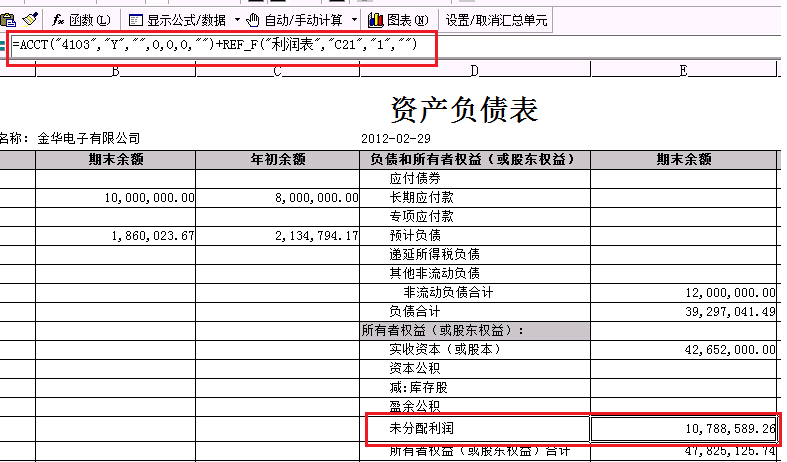 fx 函数(L) 显示公式/数据 自动/手动计算 图表(N) 设置/取消汇总单元
=ACCT("4103","Y","",0,0,0,"")+REF_F("利润表","C21","1","")
B C D E
资产负债表
名称: 金华电子有限公司 2012-02-29
期末余额 年初余额 负债和所有者权益（或股东权益） 期末余额
应付债券
10,000,000.00 8,000,000.00 长期应付款
专项应付款
1,860,023.67 2,134,794.17 预计负债
递延所得税负债
其他非流动负债
非流动负债合计 12,000,000.00
负债合计 39,297,041.49
所有者权益（或股东权益）:
实收资本（或股本） 42,652,000.00
资本公积
减:库存股
盈余公积
未分配利润 10,788,589.26
所有者权益（或股东权益）合计 47,825,125.74